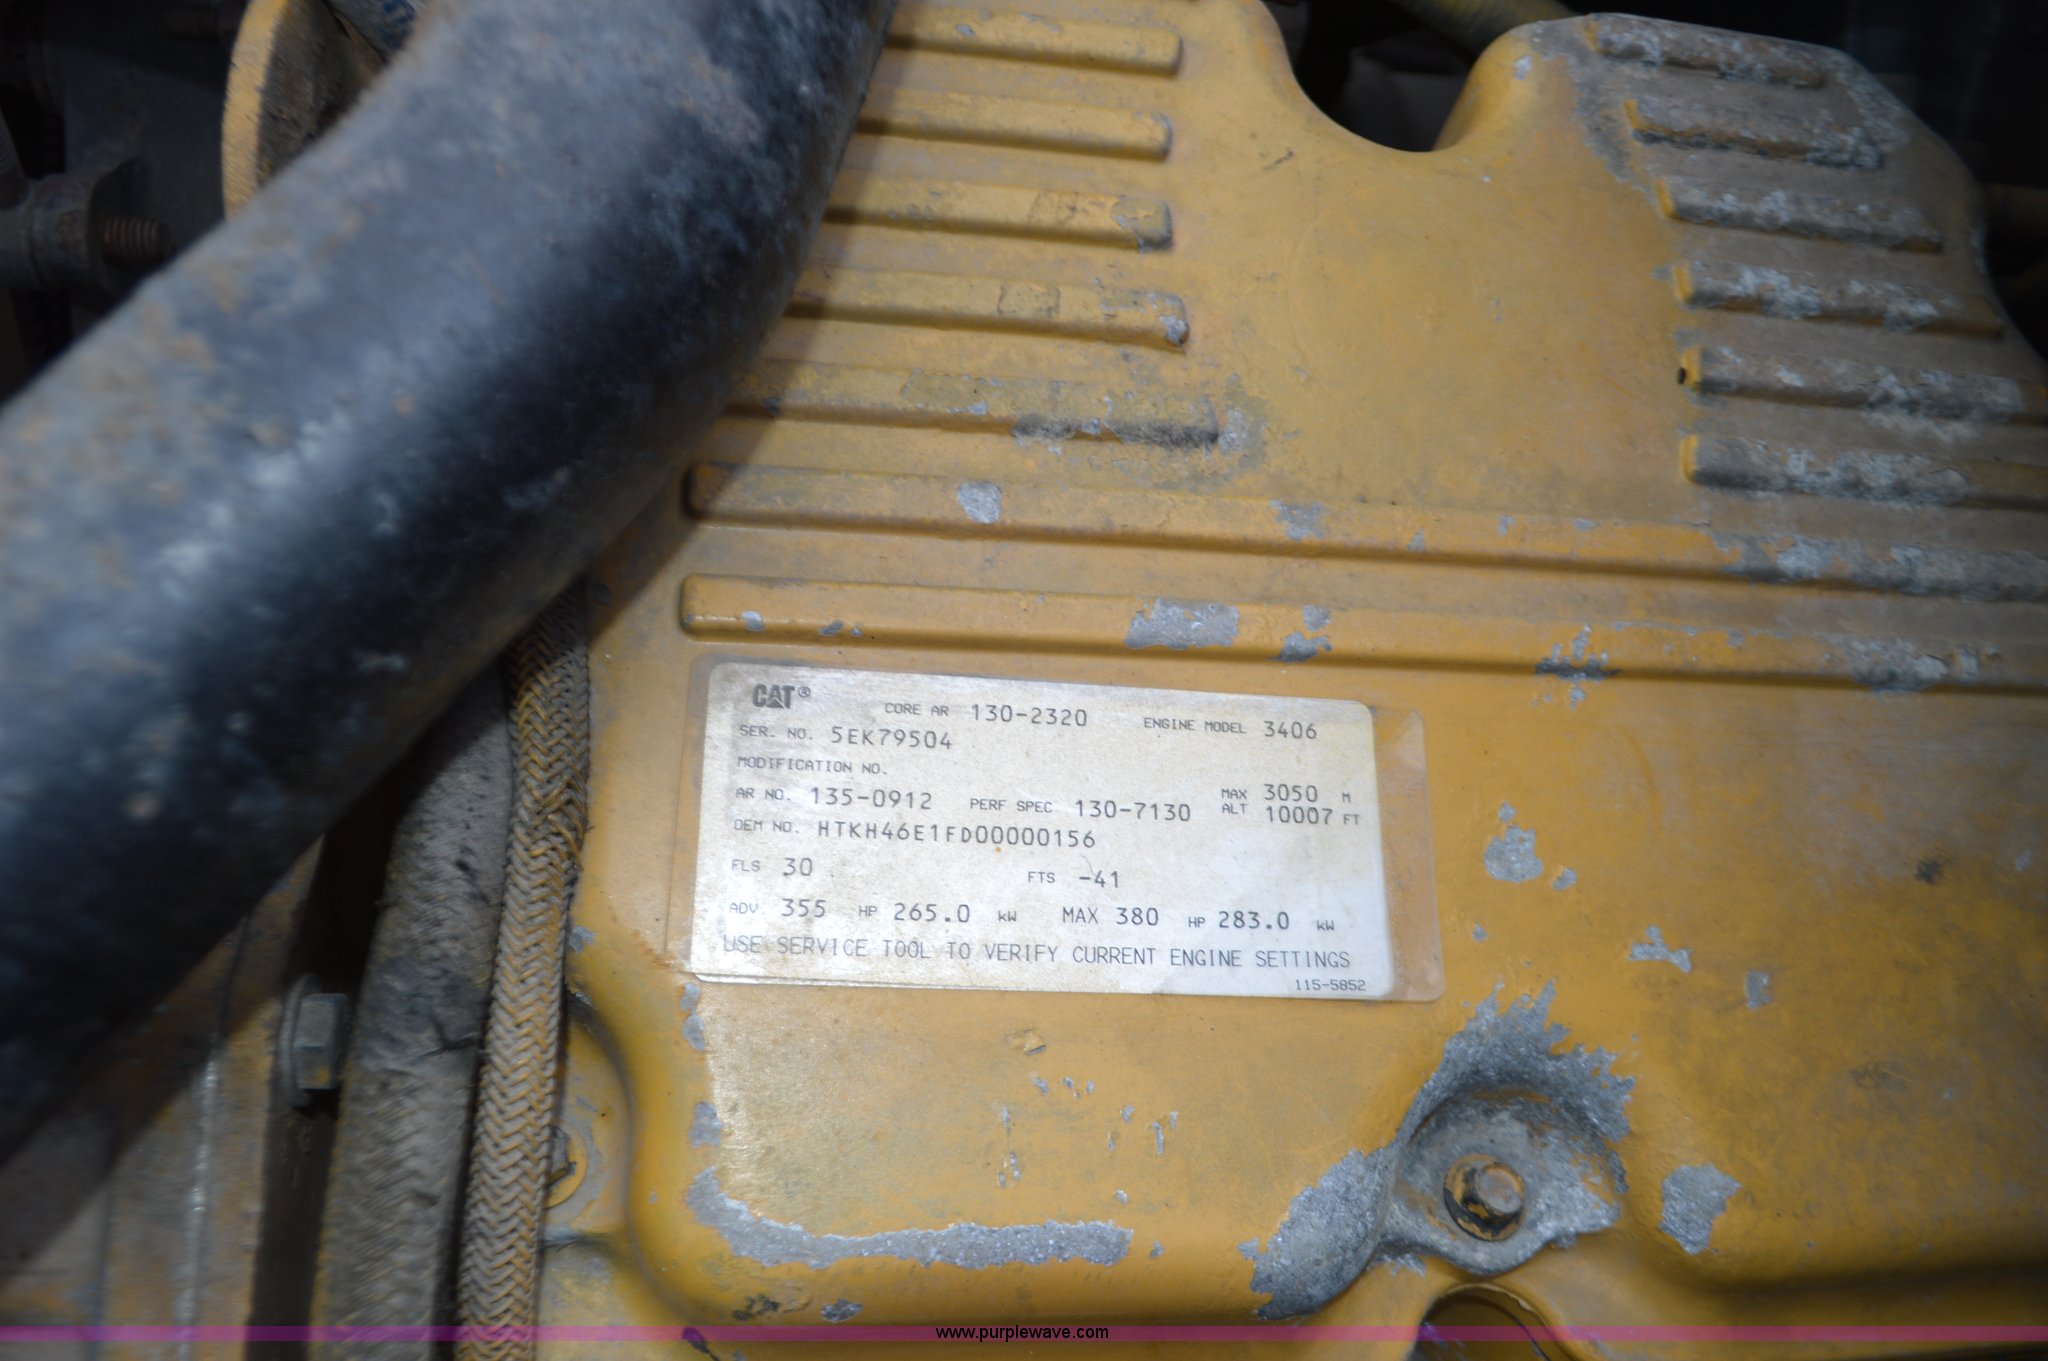 CAT®
CORE AR 130-2320 ENGINE MODEL 3406
SER. NO. 5EK79504
MODIFICATION NO.
AR NO. 135-0912 PERF SPEC 130-7130 MAX 3050 M
ALT 10007 FT
OEM NO. HTKH46E1FD00000156
FLS 30 FTS -41
ADV 355 HP 265.0 kW MAX 380 HP 283.0 kW
USE SERVICE TOOL TO VERIFY CURRENT ENGINE SETTINGS
115-5852
www.purplewave.com